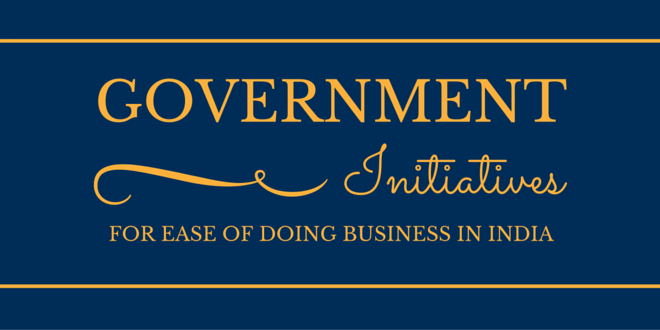 GOVERNMENT
Initiatives
FOR EASE OF DOING BUSINESS IN INDIA